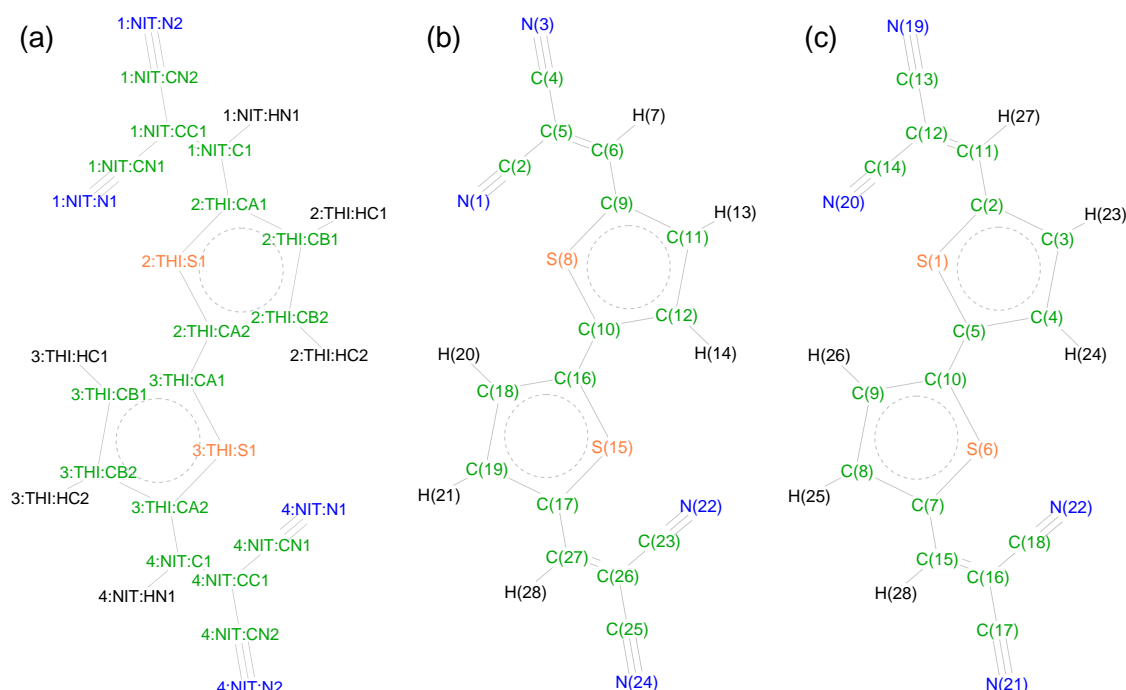 (a)
1:NIT:N2
1:NIT:CN2
1:NIT:HN1
1:NIT:CC1
1:NIT:C1
1:NIT:CN1
1:NIT:N1
2:THI:CA1
2:THI:HC1
2:THI:CB1
2:THI:S1
2:THI:CB2
2:THI:CA2
2:THI:HC2
3:THI:HC1
3:THI:CA1
3:THI:CB1
3:THI:S1
3:THI:CB2
3:THI:HC2
3:THI:CA2
4:NIT:N1
4:NIT:CN1
4:NIT:C1
4:NIT:CC1
4:NIT:HN1
4:NIT:CN2
4:NIT:N2
(b)
N(3)
C(4)
H(7)
C(5)
C(6)
C(2)
N(1)
C(9)
H(13)
C(11)
S(8)
C(12)
C(10)
H(14)
H(20)
C(16)
C(18)
S(15)
C(19)
H(21)
C(17)
N(22)
C(23)
C(27)
C(26)
H(28)
C(25)
N(24)
(c)
N(19)
C(13)
H(27)
C(12)
C(11)
C(14)
N(20)
C(2)
H(23)
C(3)
S(1)
C(4)
C(5)
H(24)
H(26)
C(10)
C(9)
S(6)
C(8)
H(25)
C(7)
N(22)
C(18)
C(15)
C(16)
H(28)
C(17)
N(21)